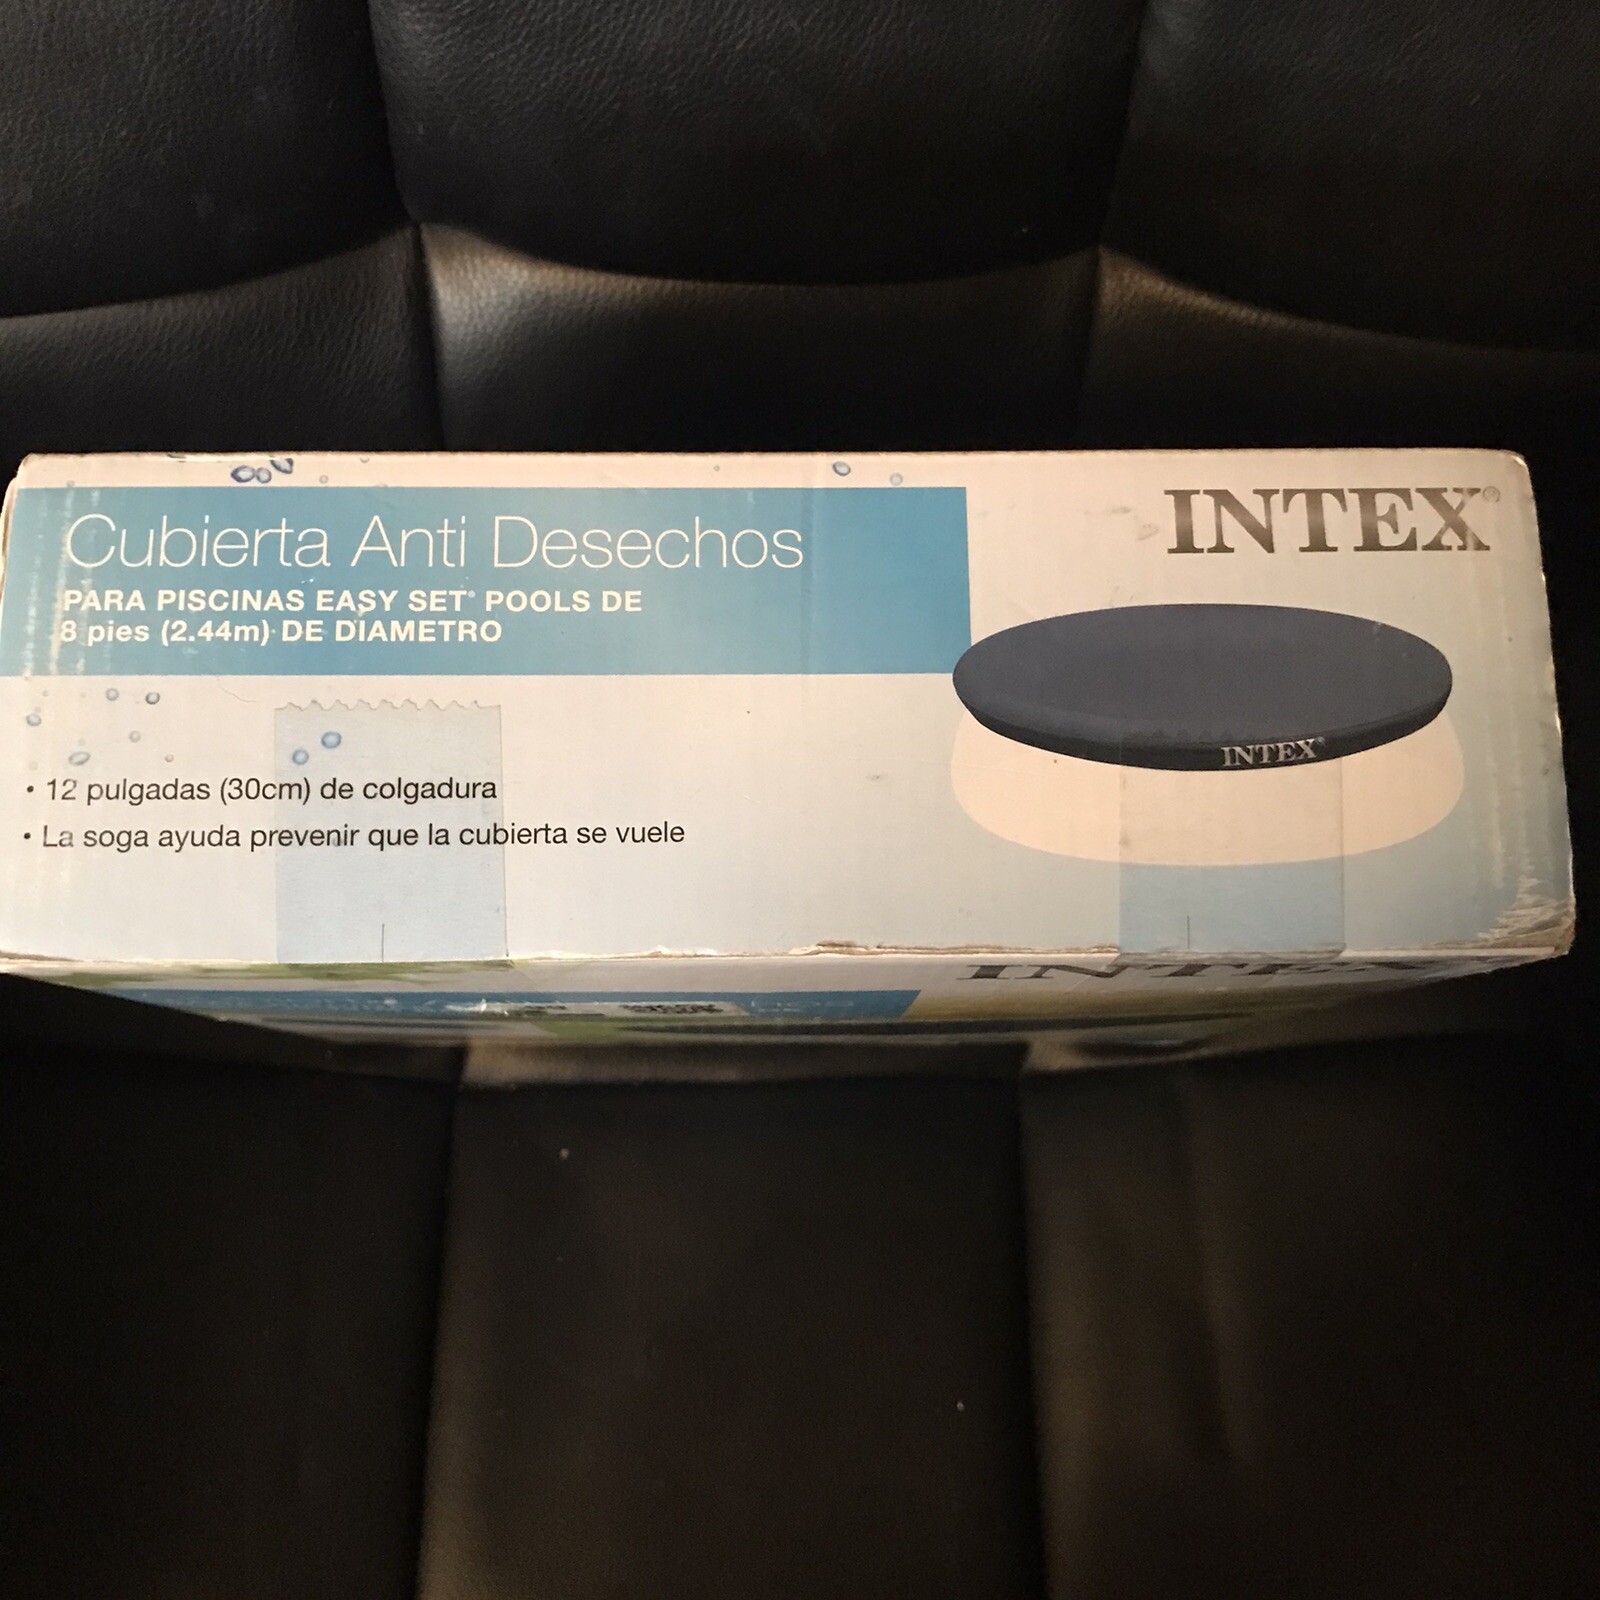 Cubierta Anti Desechos
INTEX®
PARA PISCINAS EASY SET® POOLS DE
8 pies (2.44m) DE DIAMETRO
INTEX®
• 12 pulgadas (30cm) de colgadura
• La soga ayuda prevenir que la cubierta se vuele
INTEX